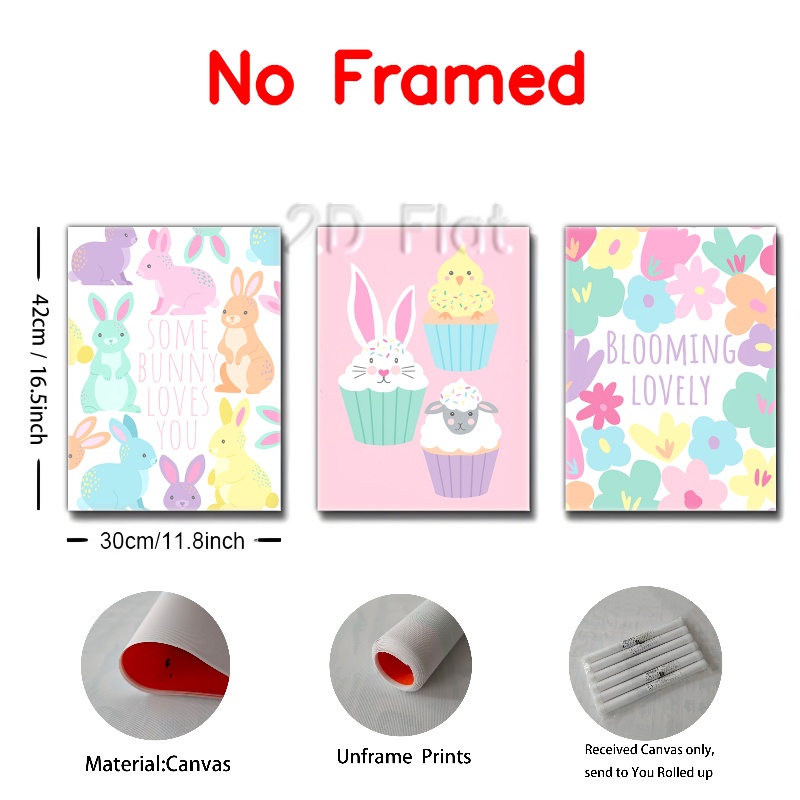 No Framed
2D Flat
42cm / 16.5inch
SOME
BUNNY
LOVES
YOU
BLOOMING
LOVELY
30cm/11.8inch
Material:Canvas
Unframe Prints
Received Canvas only,
send to You Rolled up